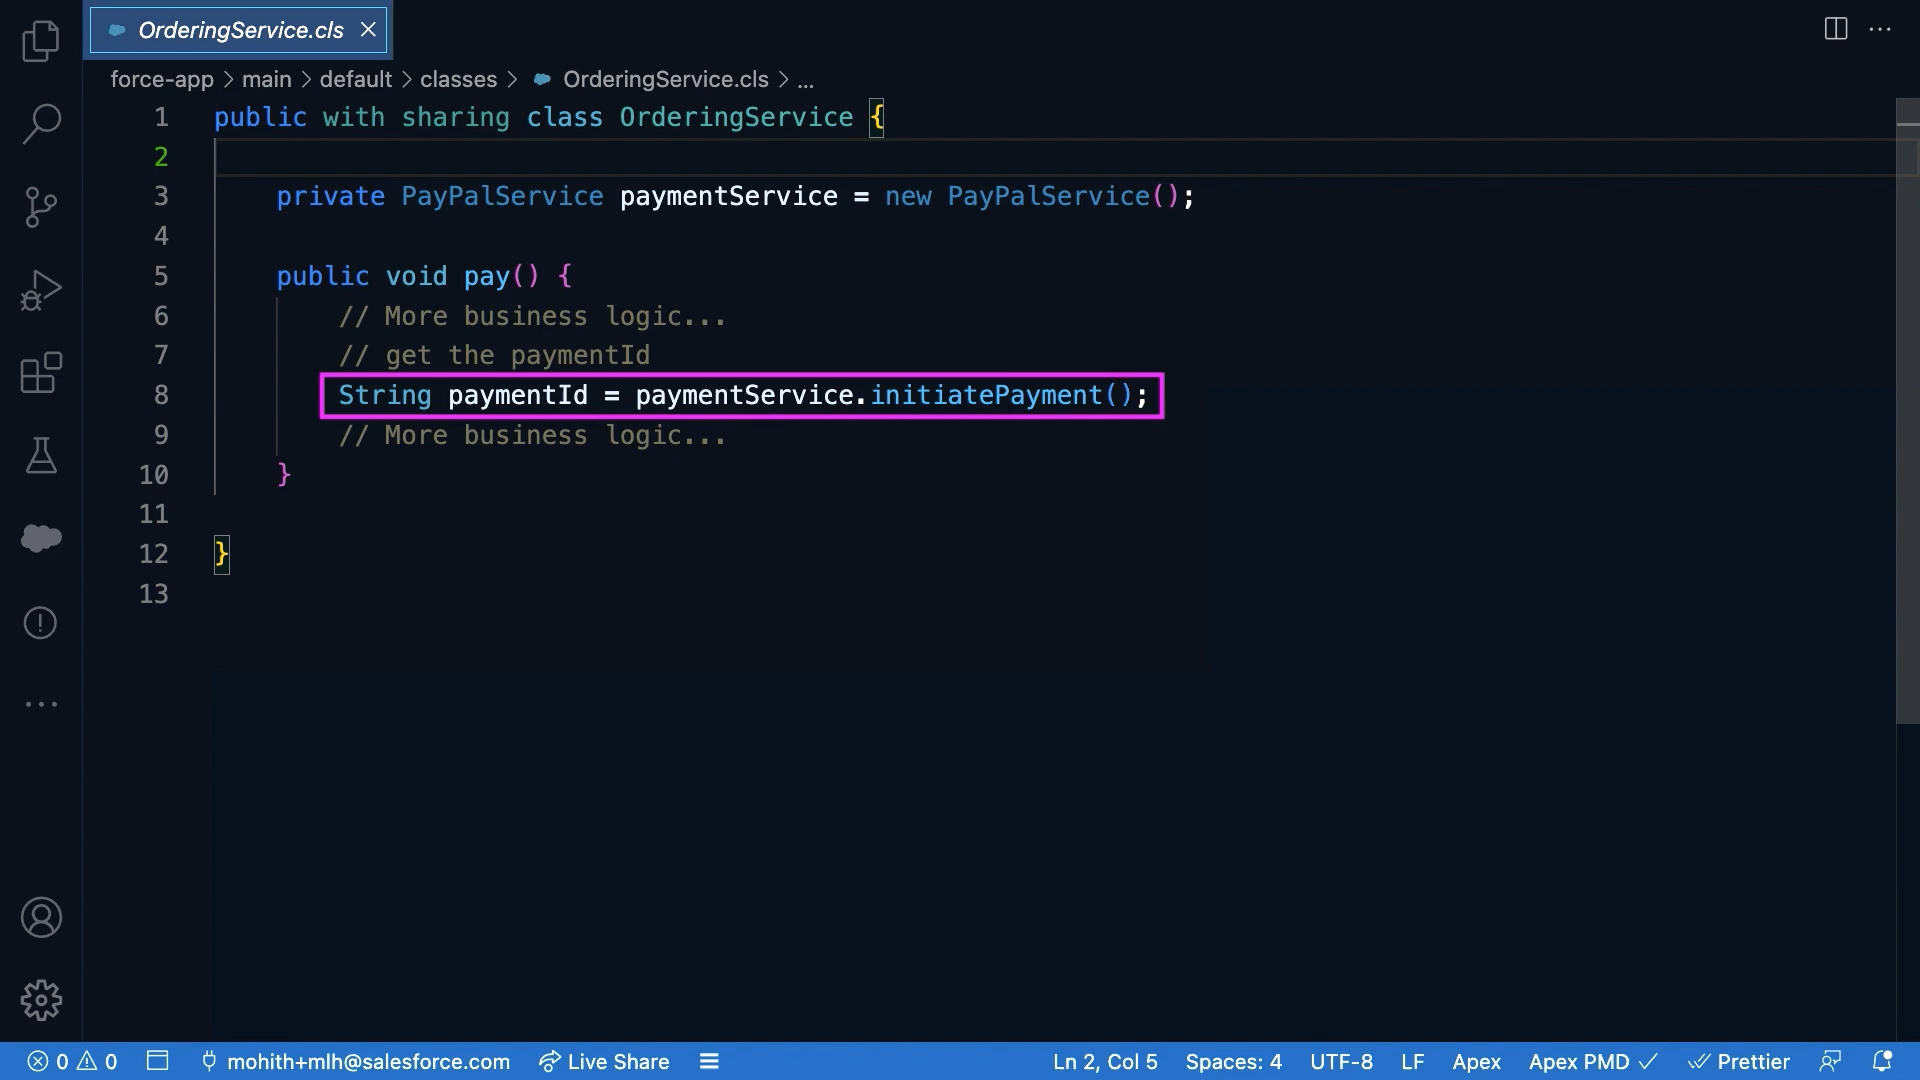 OrderingService.cls
force-app > main > default > classes > OrderingService.cls > ...
1 public with sharing class OrderingService {
2
3     private PayPalService paymentService = new PayPalService();
4
5     public void pay() {
6         // More business logic...
7         // get the paymentId
8         String paymentId = paymentService.initiatePayment();
9         // More business logic...
10     }
11
12 }
13
0 0 mohith+mlh@salesforce.com Live Share Ln 2, Col 5 Spaces: 4 UTF-8 LF Apex Apex PMD Prettier